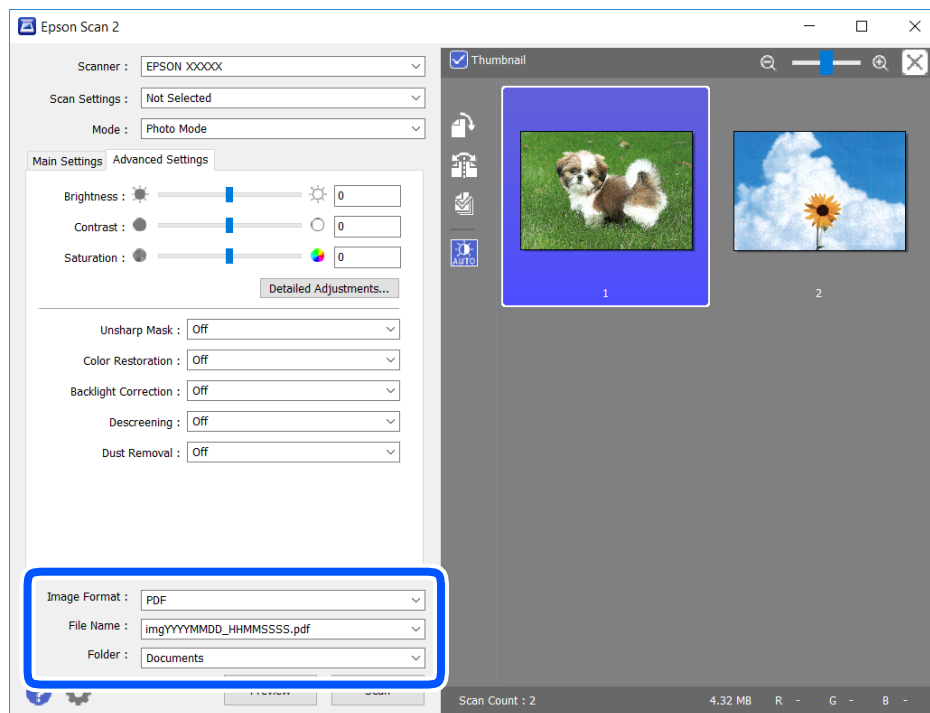 Epson Scan 2
Scanner : EPSON XXXXX
Scan Settings : Not Selected
Mode : Photo Mode
Main Settings Advanced Settings
Brightness : 0
Contrast : 0
Saturation : 0
Detailed Adjustments...
Unsharp Mask : Off
Color Restoration : Off
Backlight Correction : Off
Descreening : Off
Dust Removal : Off
Image Format : PDF
File Name : imgYYYYMMDD_HHMMSSSS.pdf
Folder : Documents
Preview Scan
Thumbnail
AUTO
1 2
Scan Count : 2 4.32 MB R - G - B -